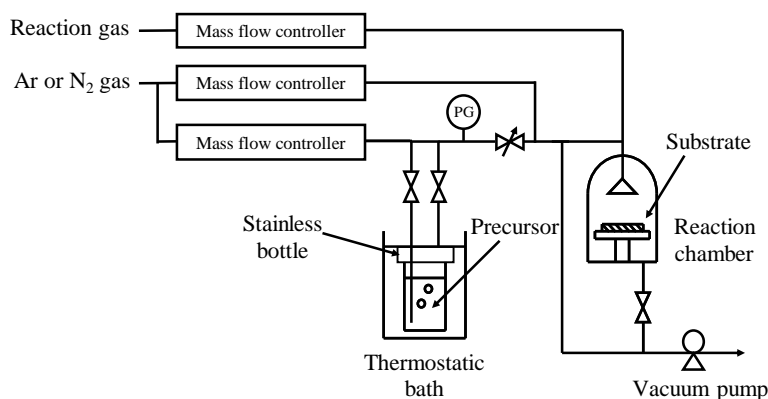 Reaction gas
Mass flow controller
Ar or N₂ gas
Mass flow controller
Mass flow controller
PG
Substrate
Stainless
bottle
Precursor
Reaction
chamber
Thermostatic
bath
Vacuum pump